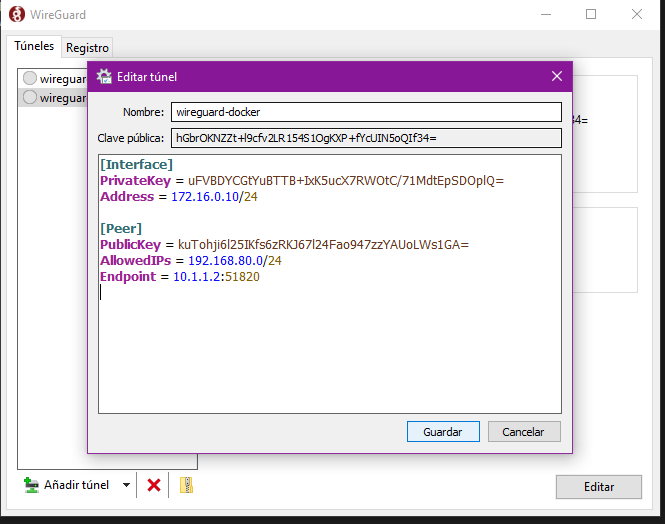 WireGuard
Túneles Registro
wireguar
wireguar
Editar túnel
Nombre: wireguard-docker
Clave pública: hGbrOKNZZt+l9cfv2LR154S1OgKXP+fYcUIN5oQIf34=
34=
[Interface]
PrivateKey = uFVBDYCGtYuBTTB+IxK5ucX7RWOtC/71MdtEpSDOplQ=
Address = 172.16.0.10/24
[Peer]
PublicKey = kuTohji6l25IKfs6zRKJ67l24Fao947zzYAUoLWs1GA=
AllowedIPs = 192.168.80.0/24
Endpoint = 10.1.1.2:51820
Guardar Cancelar
Añadir túnel Editar